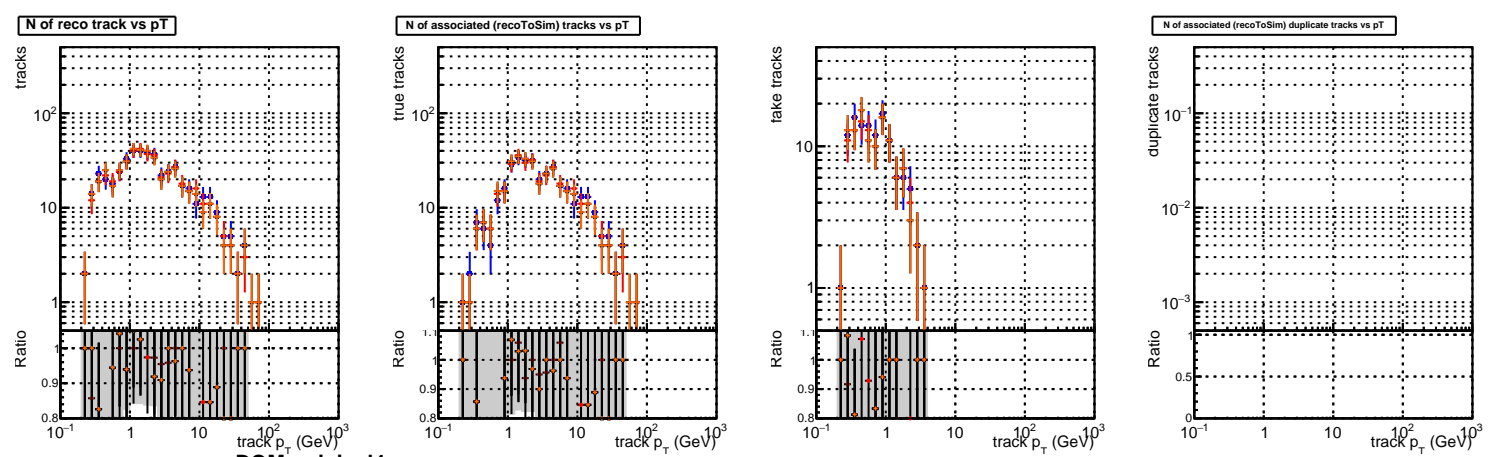 N of reco track vs pT
tracks
10²
10
1
Ratio
1
0.9
0.8
10⁻¹ 1 10 10² 10³
track p_T (GeV)
N of associated (recoToSim) tracks vs pT
true tracks
10²
10
1
Ratio
1.1
1
0.9
0.8
10⁻¹ 1 10 10² 10³
track p_T (GeV)
fake tracks
10
1
Ratio
1.1
1
0.9
0.8
10⁻¹ 1 10 10² 10³
track p_T (GeV)
N of associated (recoToSim) duplicate tracks vs pT
duplicate tracks
10⁻¹
10⁻²
10⁻³
Ratio
1
0.5
0
10⁻¹ 1 10 10² 10³
track p_T (GeV)